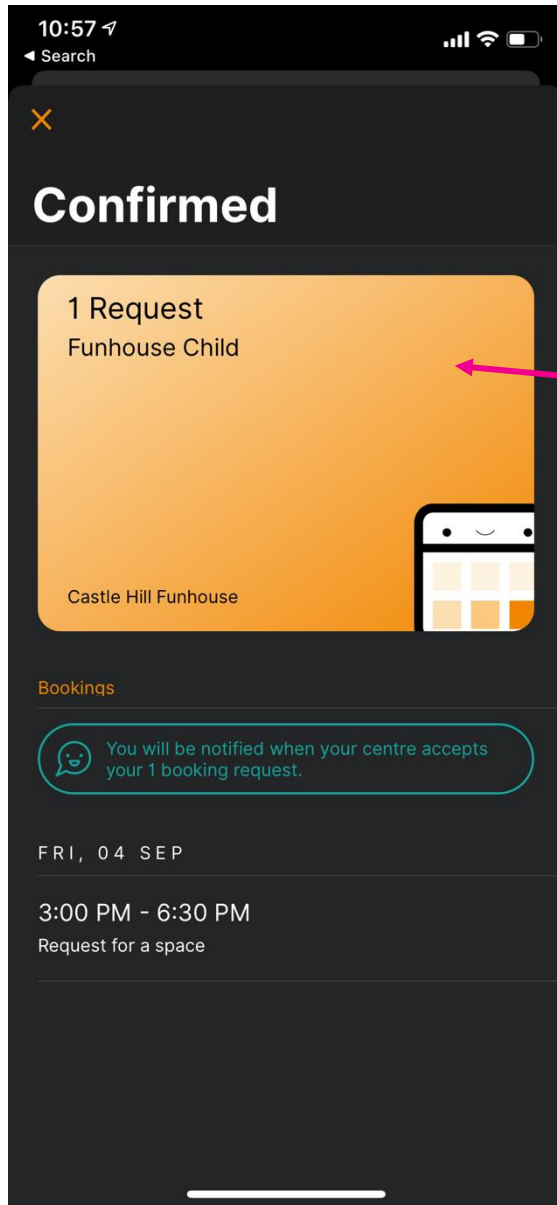 10:57
Search
Confirmed
1 Request
Funhouse Child
Castle Hill Funhouse
Bookings
You will be notified when your centre accepts
your 1 booking request.
FRI, 04 SEP
3:00 PM - 6:30 PM
Request for a space